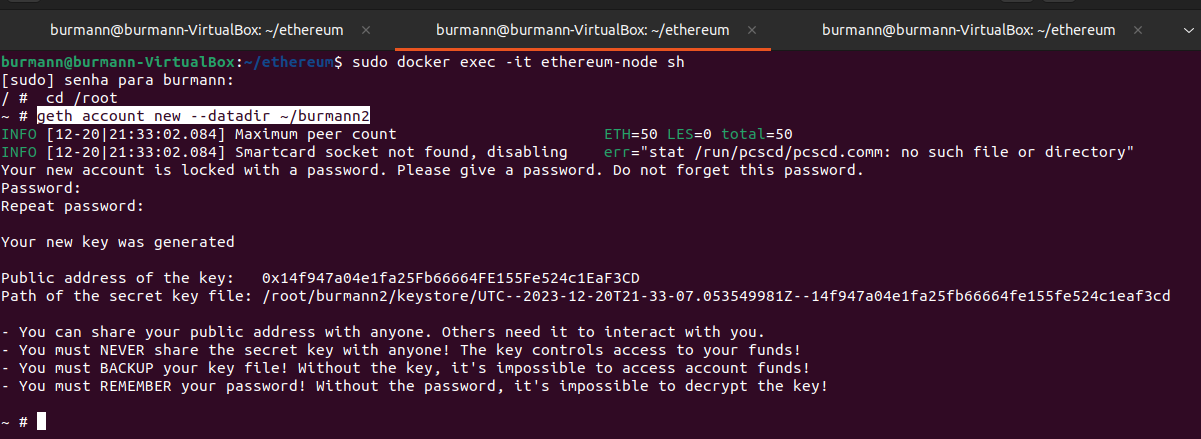 burmann@burmann-VirtualBox: ~/ethereum × burmann@burmann-VirtualBox: ~/ethereum × burmann@burmann-VirtualBox: ~/ethereum ×
burmann@burmann-VirtualBox:~/ethereum$ sudo docker exec -it ethereum-node sh
[sudo] senha para burmann:
/ #  cd /root
~ # geth account new --datadir ~/burmann2
INFO [12-20|21:33:02.084] Maximum peer count                       ETH=50 LES=0 total=50
INFO [12-20|21:33:02.084] Smartcard socket not found, disabling    err="stat /run/pcscd/pcscd.comm: no such file or directory"
Your new account is locked with a password. Please give a password. Do not forget this password.
Password:
Repeat password:
Your new key was generated
Public address of the key:   0x14f947a04e1fa25Fb66664FE155Fe524c1EaF3CD
Path of the secret key file: /root/burmann2/keystore/UTC--2023-12-20T21-33-07.053549981Z--14f947a04e1fa25fb66664fe155fe524c1eaf3cd
- You can share your public address with anyone. Others need it to interact with you.
- You must NEVER share the secret key with anyone! The key controls access to your funds!
- You must BACKUP your key file! Without the key, it's impossible to access account funds!
- You must REMEMBER your password! Without the password, it's impossible to decrypt the key!
~ #